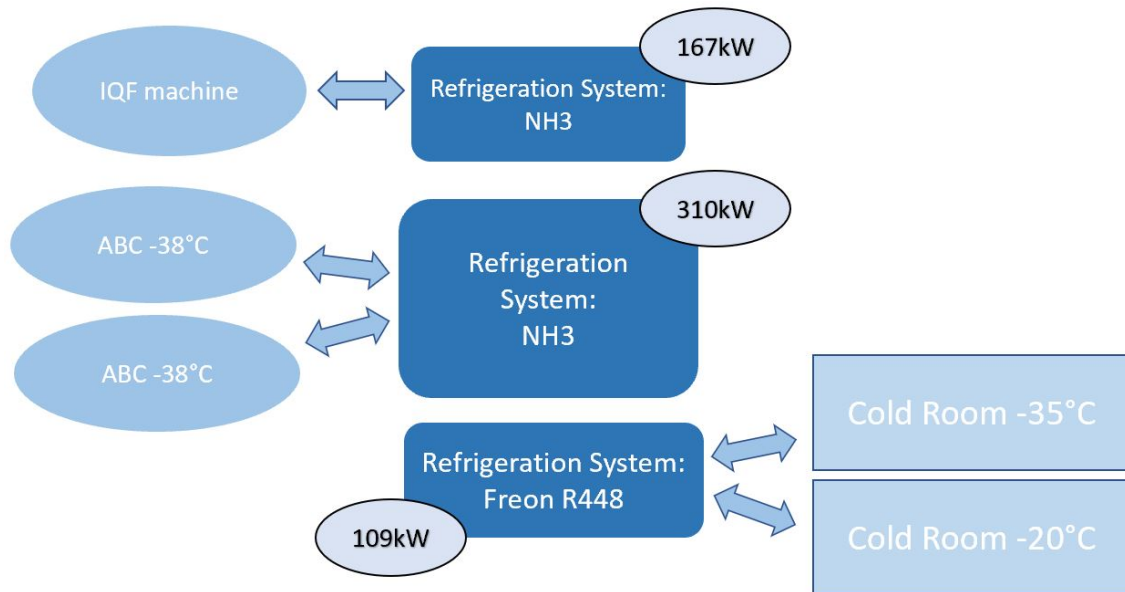 167kW
IQF machine
Refrigeration System:
NH3
310kW
ABC -38°C
Refrigeration
System:
NH3
ABC -38°C
Cold Room -35°C
Refrigeration System:
Freon R448
109kW
Cold Room -20°C